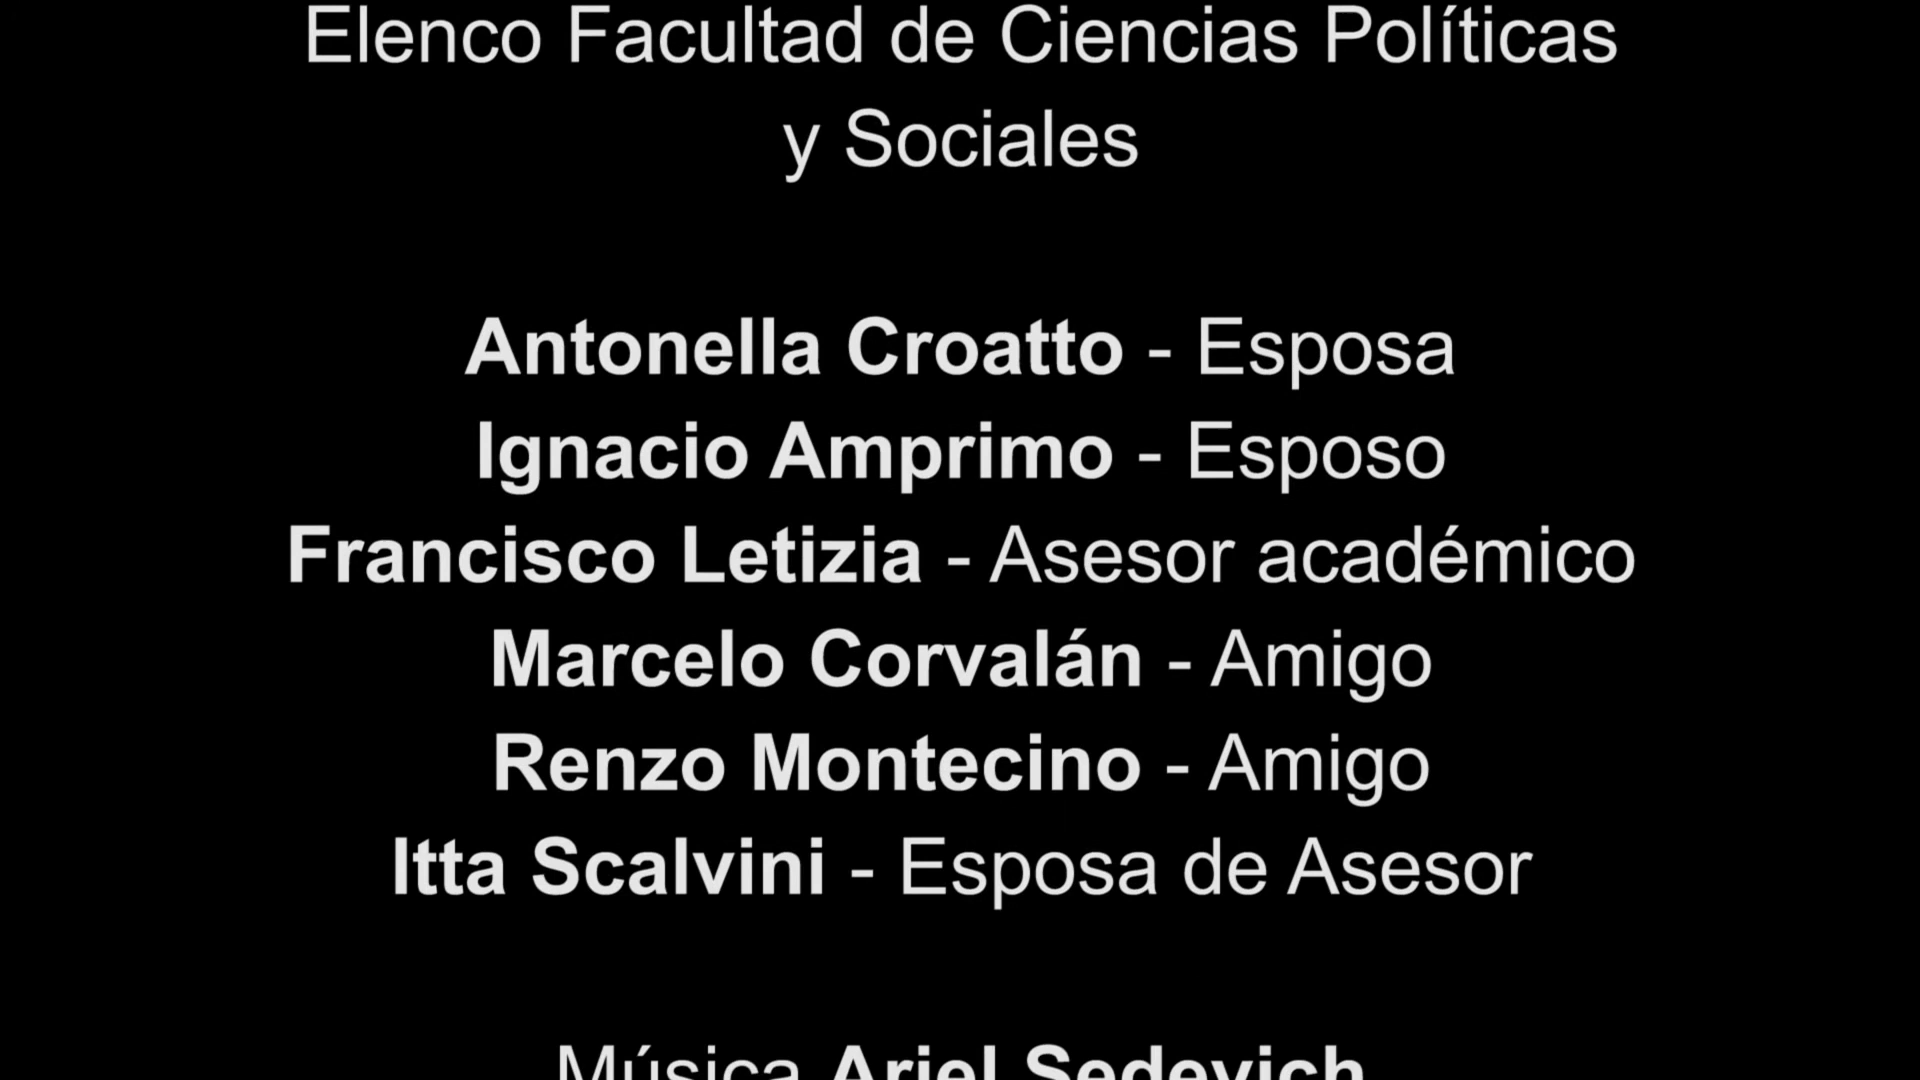 Elenco Facultad de Ciencias Políticas
y Sociales
Antonella Croatto - Esposa
Ignacio Amprimo - Esposo
Francisco Letizia - Asesor académico
Marcelo Corvalán - Amigo
Renzo Montecino - Amigo
Itta Scalvini - Esposa de Asesor
Música Ariel Sedevich